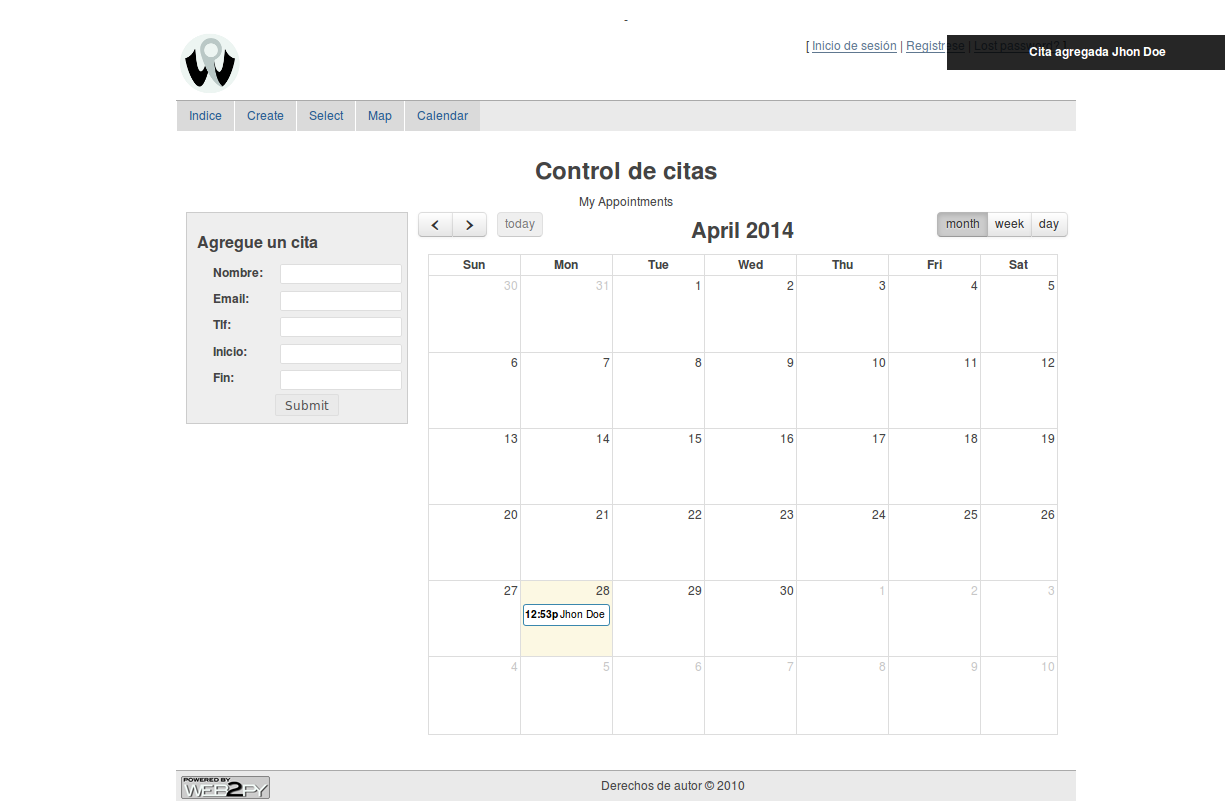 -
[ Inicio de sesión | Registrese | Lost password? ]
Cita agregada Jhon Doe
Indice Create Select Map Calendar
Control de citas
My Appointments
Agregue un cita
Nombre:
Email:
Tlf:
Inicio:
Fin:
Submit
today
April 2014
month week day
Sun Mon Tue Wed Thu Fri Sat
30 31 1 2 3 4 5
6 7 8 9 10 11 12
13 14 15 16 17 18 19
20 21 22 23 24 25 26
27 28 29 30 1 2 3
12:53p Jhon Doe
4 5 6 7 8 9 10
POWERED BY
WEB2PY
Derechos de autor © 2010